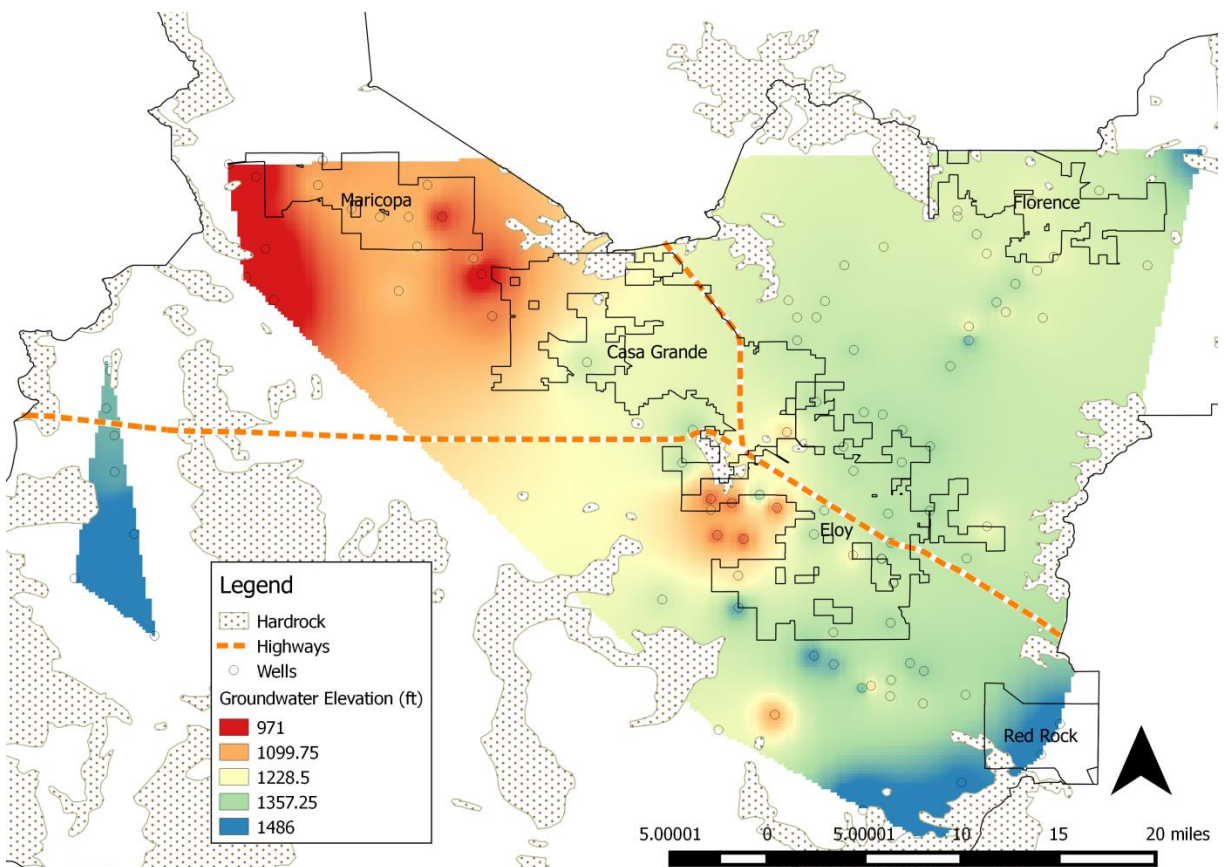 Maricopa
Florence
Casa Grande
Eloy
Legend
Hardrock
Highways
Wells
Groundwater Elevation (ft)
971
1099.75
1228.5
1357.25
1486
Red Rock
5.00001 0 5.00001 10 15 20 miles